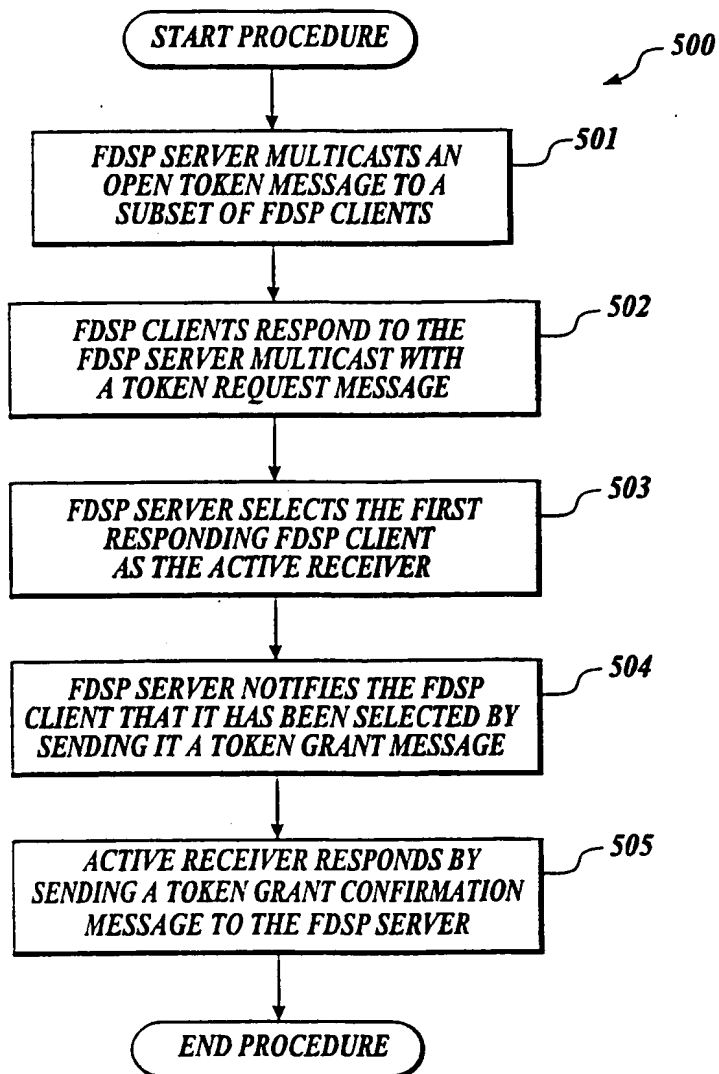 START PROCEDURE
500
501
FDSP SERVER MULTICASTS AN
OPEN TOKEN MESSAGE TO A
SUBSET OF FDSP CLIENTS
502
FDSP CLIENTS RESPOND TO THE
FDSP SERVER MULTICAST WITH
A TOKEN REQUEST MESSAGE
503
FDSP SERVER SELECTS THE FIRST
RESPONDING FDSP CLIENT
AS THE ACTIVE RECEIVER
504
FDSP SERVER NOTIFIES THE FDSP
CLIENT THAT IT HAS BEEN SELECTED BY
SENDING IT A TOKEN GRANT MESSAGE
505
ACTIVE RECEIVER RESPONDS BY
SENDING A TOKEN GRANT CONFIRMATION
MESSAGE TO THE FDSP SERVER
END PROCEDURE